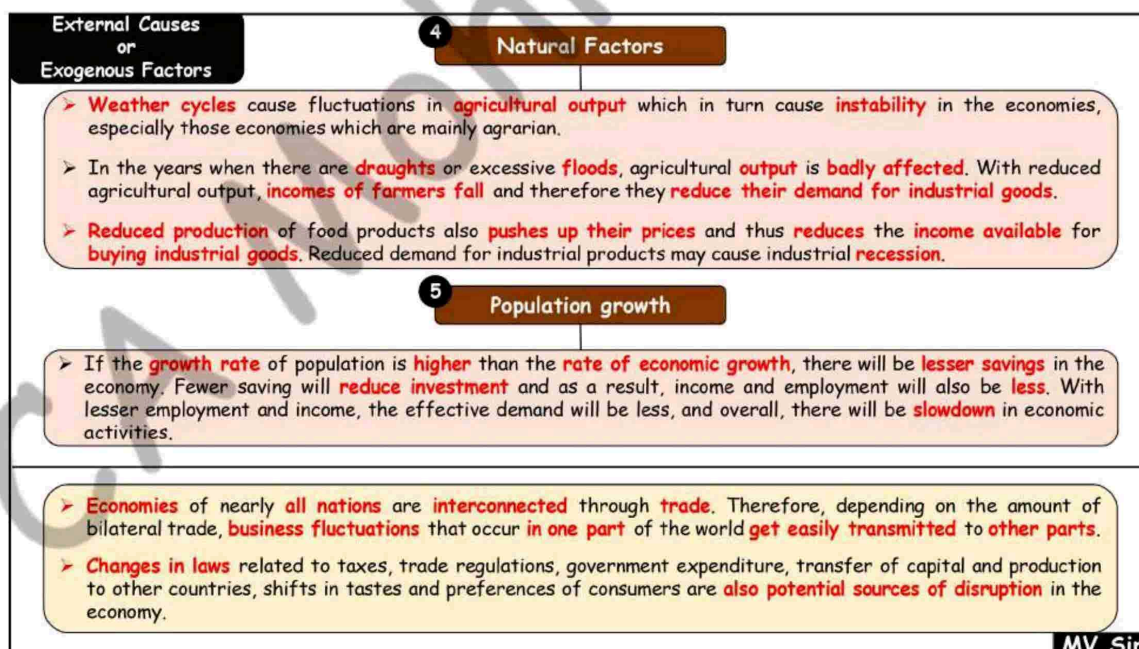 External Causes
or
Exogenous Factors
4
Natural Factors
➢ Weather cycles cause fluctuations in agricultural output which in turn cause instability in the economies,
especially those economies which are mainly agrarian.
➢ In the years when there are draughts or excessive floods, agricultural output is badly affected. With reduced
agricultural output, incomes of farmers fall and therefore they reduce their demand for industrial goods.
➢ Reduced production of food products also pushes up their prices and thus reduces the income available for
buying industrial goods. Reduced demand for industrial products may cause industrial recession.
5
Population growth
➢ If the growth rate of population is higher than the rate of economic growth, there will be lesser savings in the
economy. Fewer saving will reduce investment and as a result, income and employment will also be less. With
lesser employment and income, the effective demand will be less, and overall, there will be slowdown in economic
activities.
➢ Economies of nearly all nations are interconnected through trade. Therefore, depending on the amount of
bilateral trade, business fluctuations that occur in one part of the world get easily transmitted to other parts.
➢ Changes in laws related to taxes, trade regulations, government expenditure, transfer of capital and production
to other countries, shifts in tastes and preferences of consumers are also potential sources of disruption in the
economy.
MV Sir
CA Moh